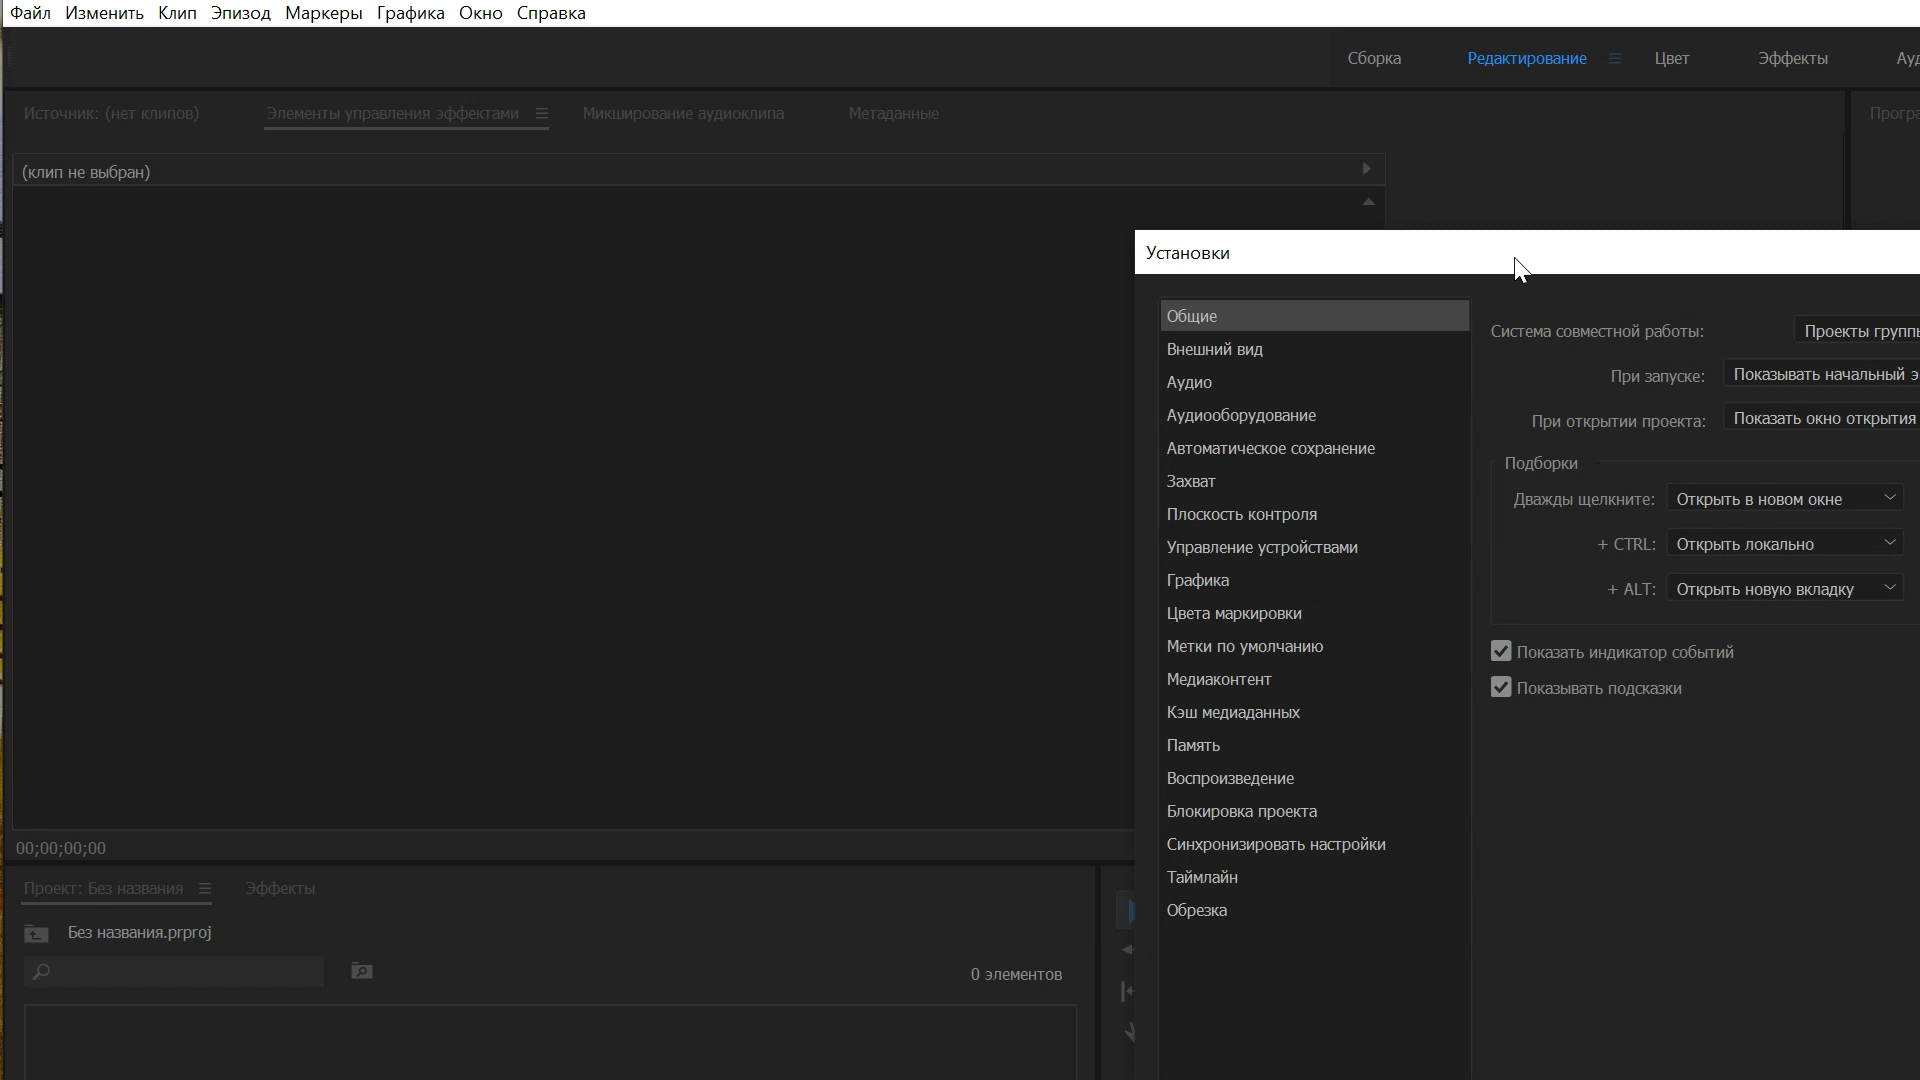 Файл Изменить Клип Эпизод Маркеры Графика Окно Справка
Сборка Редактирование Цвет Эффекты
Источник: (нет клипов) Элементы управления эффектами Микширование аудиоклипа Метаданные
(клип не выбран)
Установки
Общие
Внешний вид
Аудио
Аудиооборудование
Автоматическое сохранение
Захват
Плоскость контроля
Управление устройствами
Графика
Цвета маркировки
Метки по умолчанию
Медиаконтент
Кэш медиаданных
Память
Воспроизведение
Блокировка проекта
Синхронизировать настройки
Таймлайн
Обрезка
Система совместной работы: Проекты группы
При запуске: Показывать начальный э
При открытии проекта: Показать окно открытия
Подборки
Дважды щелкните: Открыть в новом окне
+ CTRL: Открыть локально
+ ALT: Открыть новую вкладку
Показать индикатор событий
Показывать подсказки
00;00;00;00
Проект: Без названия Эффекты
Без названия.prproj
0 элементов